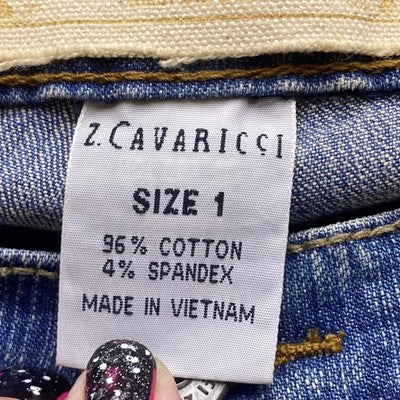 Z. CAVARICCI
SIZE 1
96% COTTON
4% SPANDEX
MADE IN VIETNAM